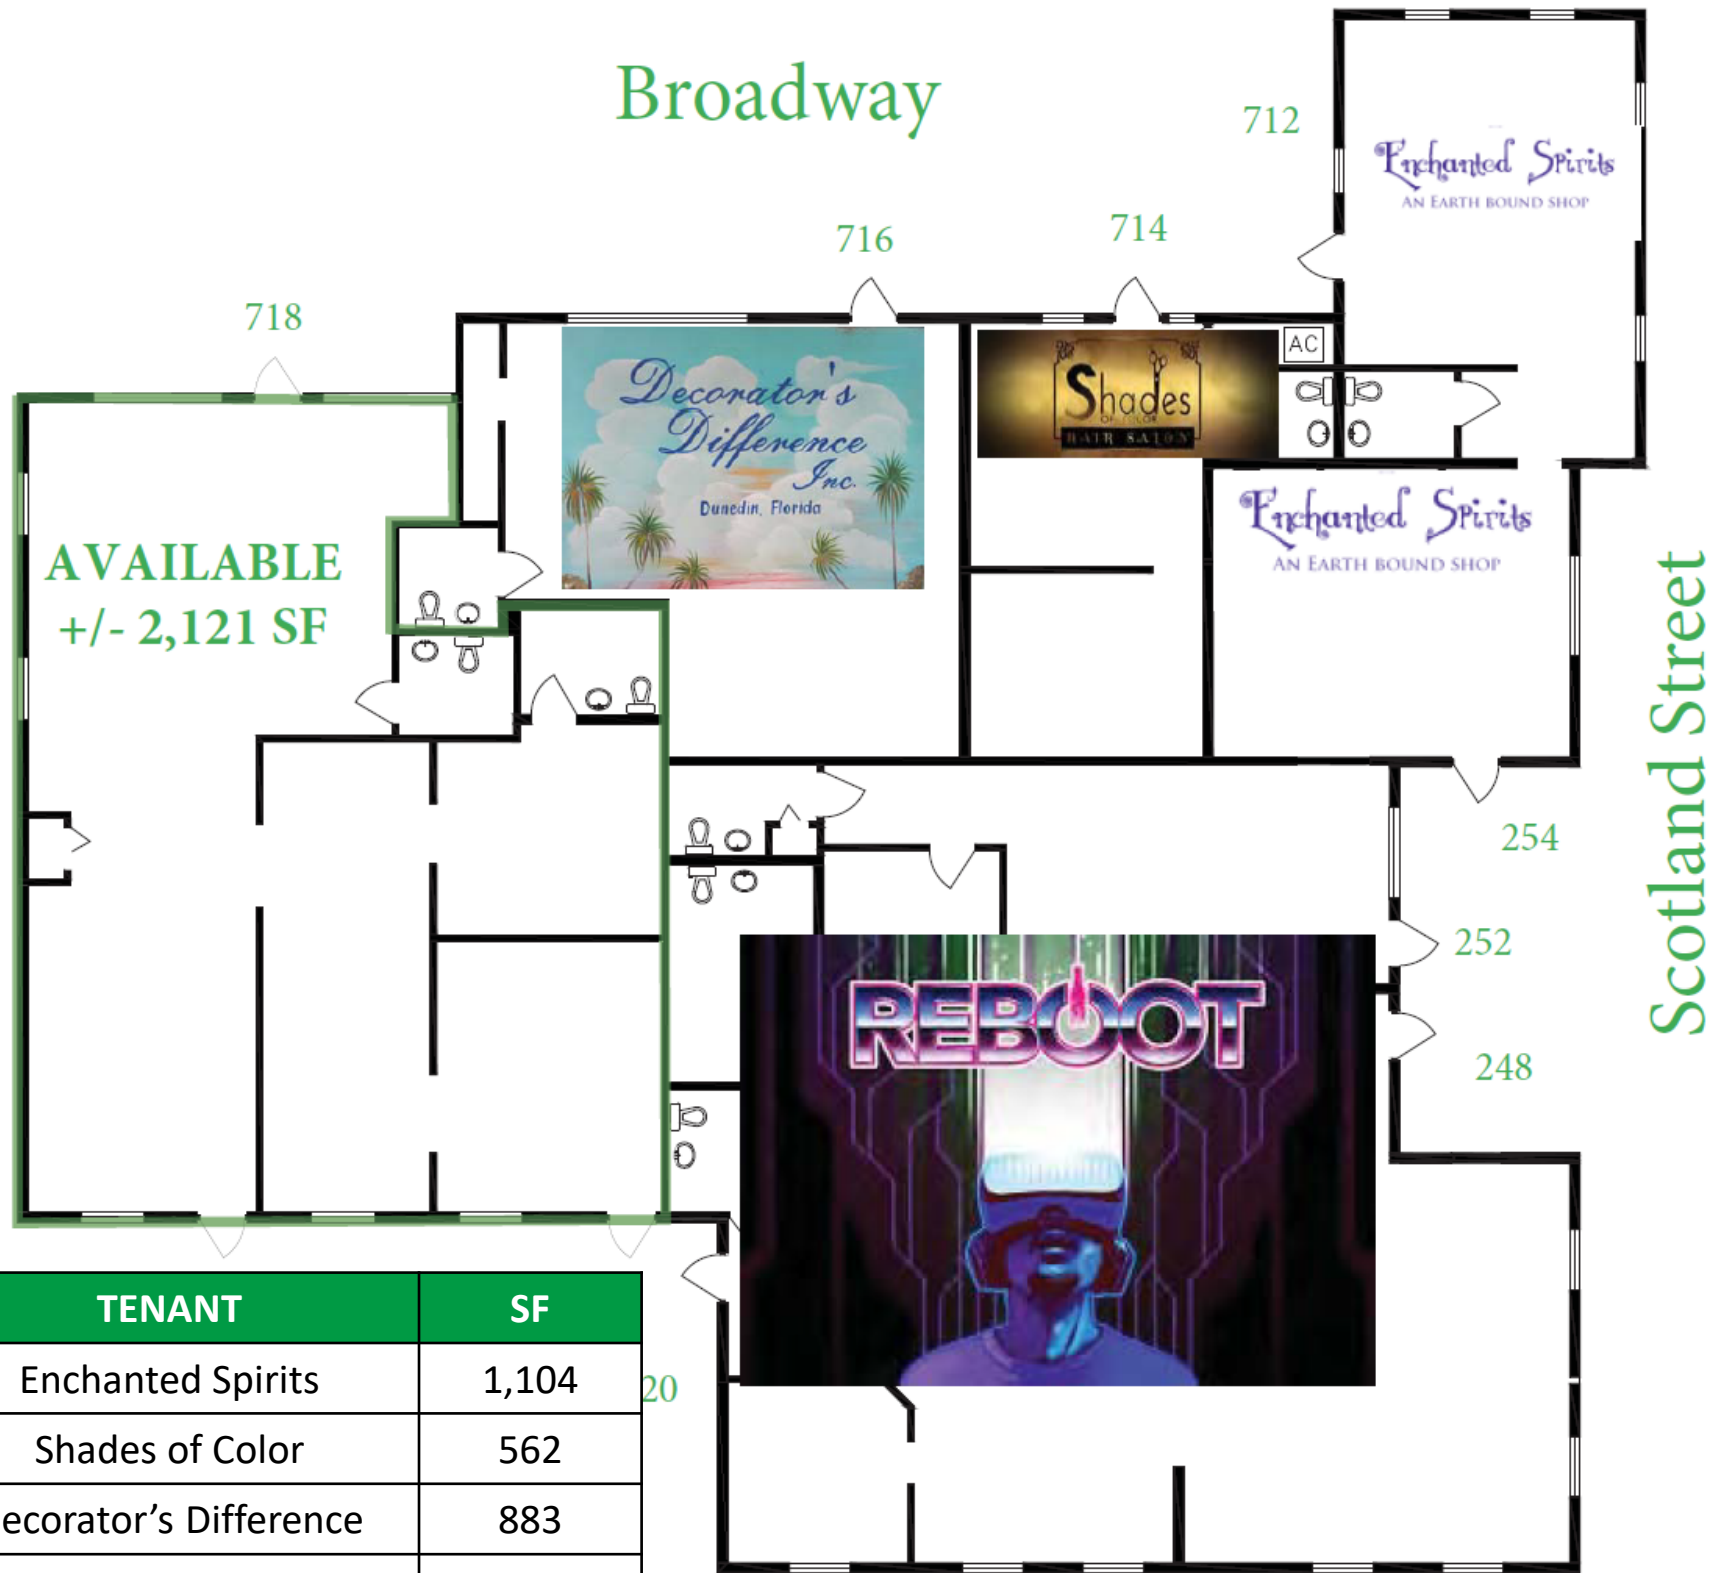 Broadway
712
Enchanted Spirits
AN EARTH BOUND SHOP
716
714
718
Decorator's
Difference
Inc.
Dunedin, Florida
Shades
OF COLOR
HAIR SALON
AC
Enchanted Spirits
AN EARTH BOUND SHOP
AVAILABLE
+/- 2,121 SF
Scotland Street
254
252
248
REBOOT
20
TENANT SF
Enchanted Spirits 1,104
Shades of Color 562
ecorator's Difference 883